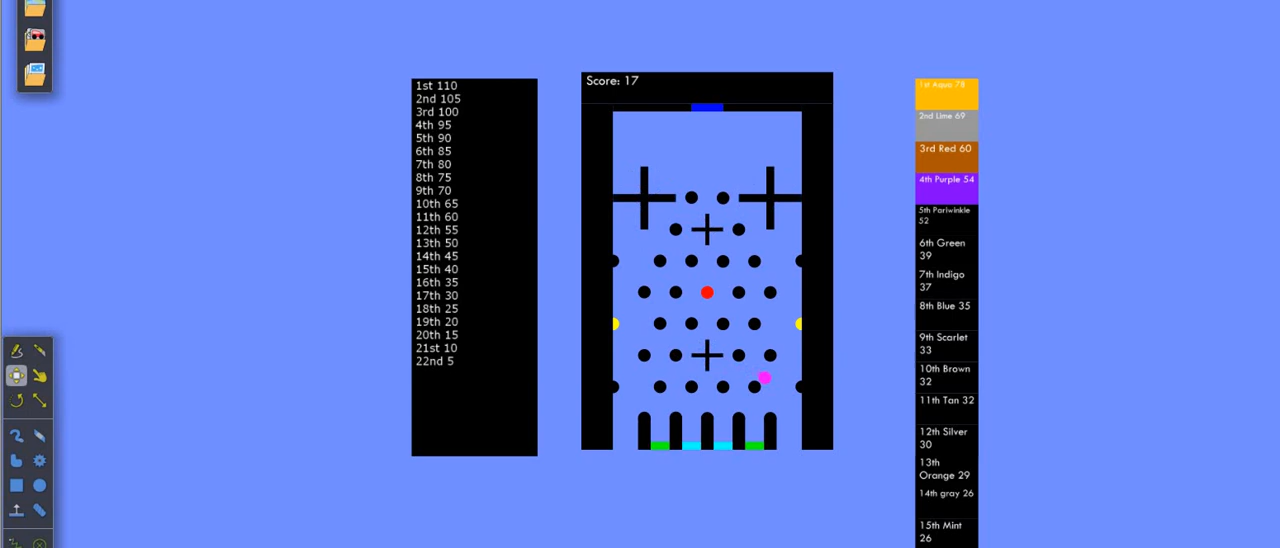 1st 110
2nd 105
3rd 100
4th 95
5th 90
6th 85
7th 80
8th 75
9th 70
10th 65
11th 60
12th 55
13th 50
14th 45
15th 40
16th 35
17th 30
18th 25
19th 20
20th 15
21st 10
22nd 5
Score: 17
1st Aqua 78
2nd Lime 69
3rd Red 60
4th Purple 54
5th Pariwinkle
52
6th Green
39
7th Indigo
37
8th Blue 35
9th Scarlet
33
10th Brown
32
11th Tan 32
12th Silver
30
13th
Orange 29
14th gray 26
15th Mint
26